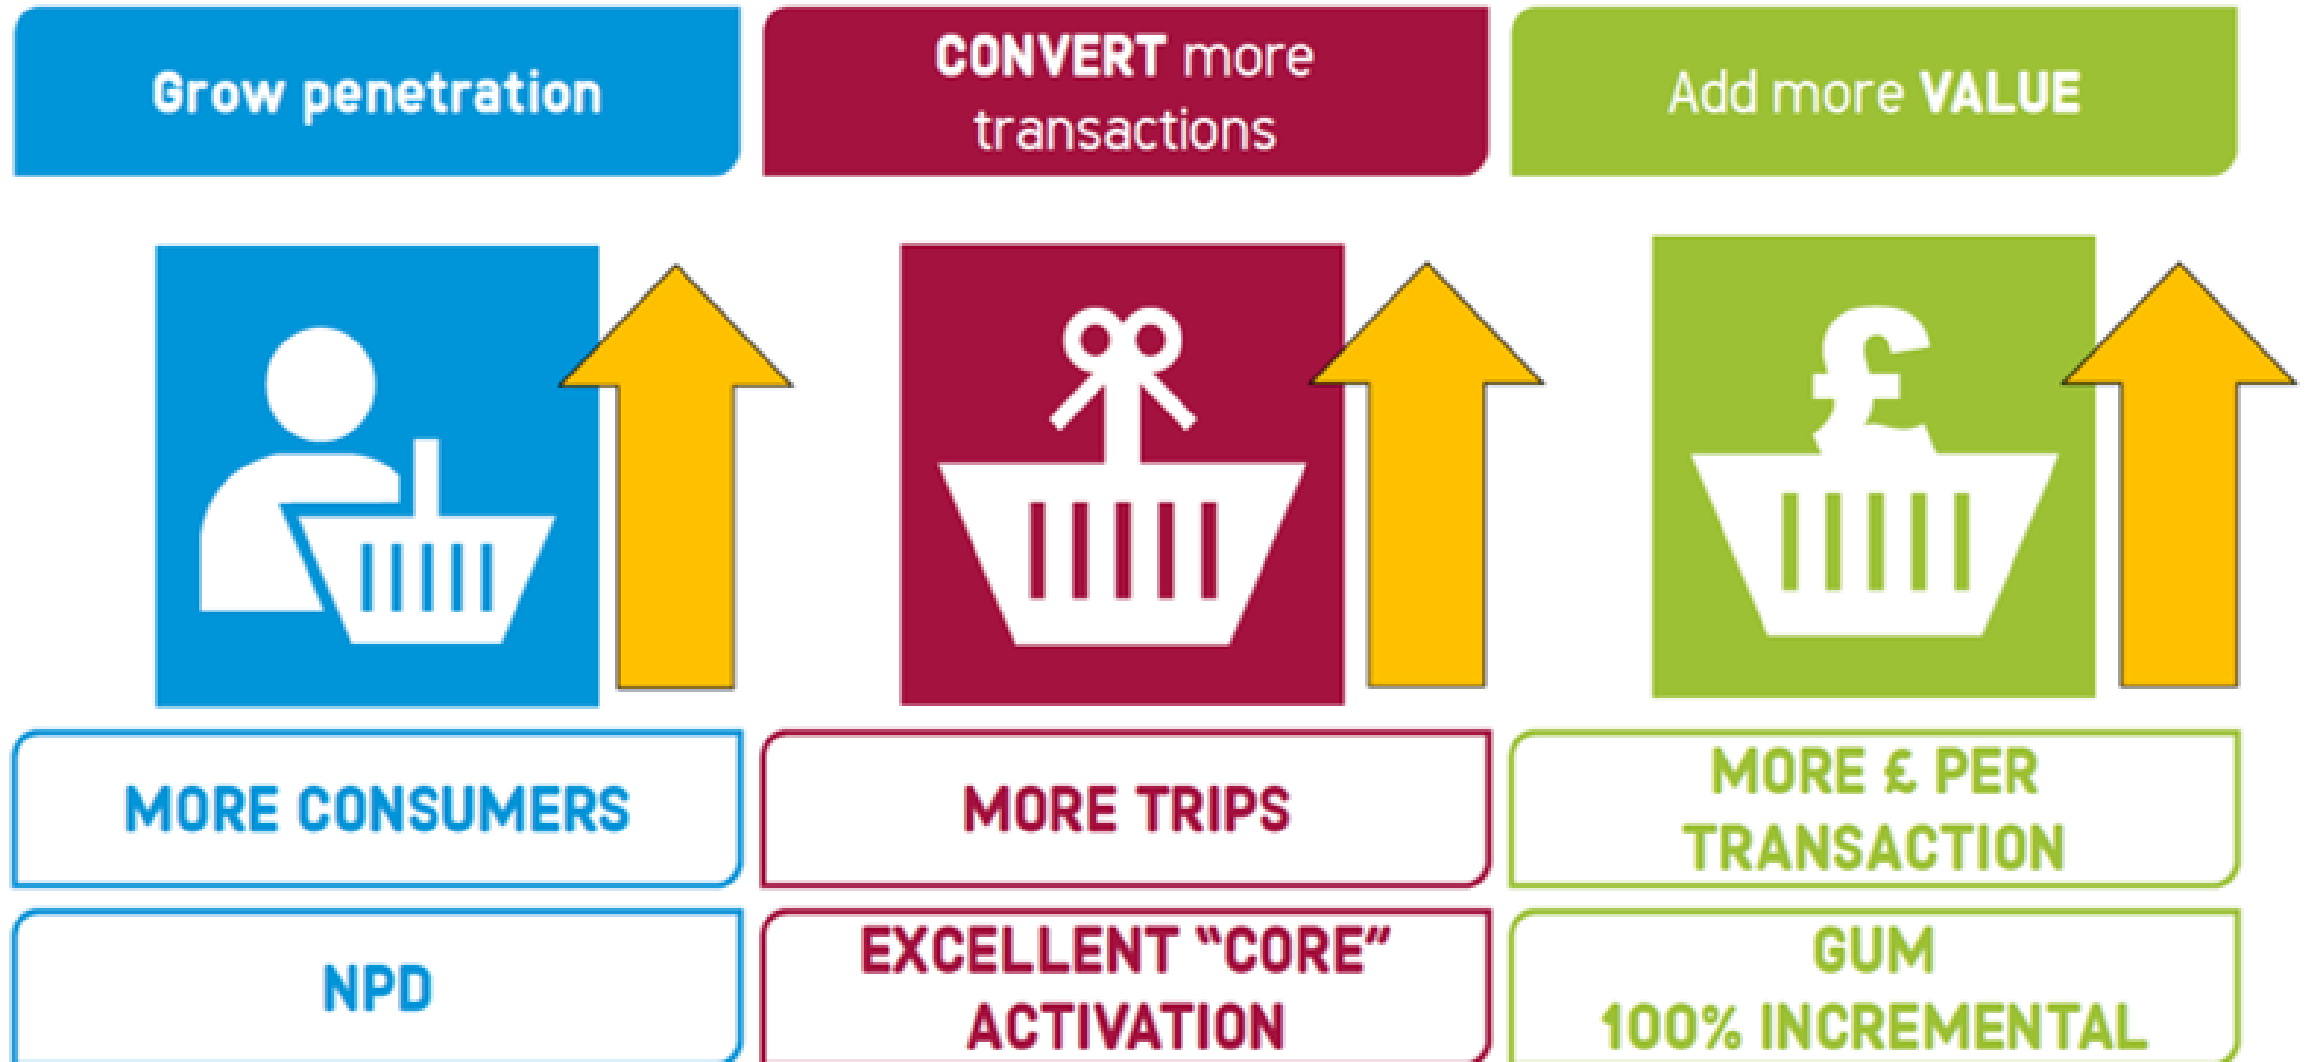 Grow penetration
CONVERT more
transactions
Add more VALUE
£
MORE CONSUMERS
MORE TRIPS
MORE £ PER
TRANSACTION
NPD
EXCELLENT “CORE”
ACTIVATION
GUM
100% INCREMENTAL